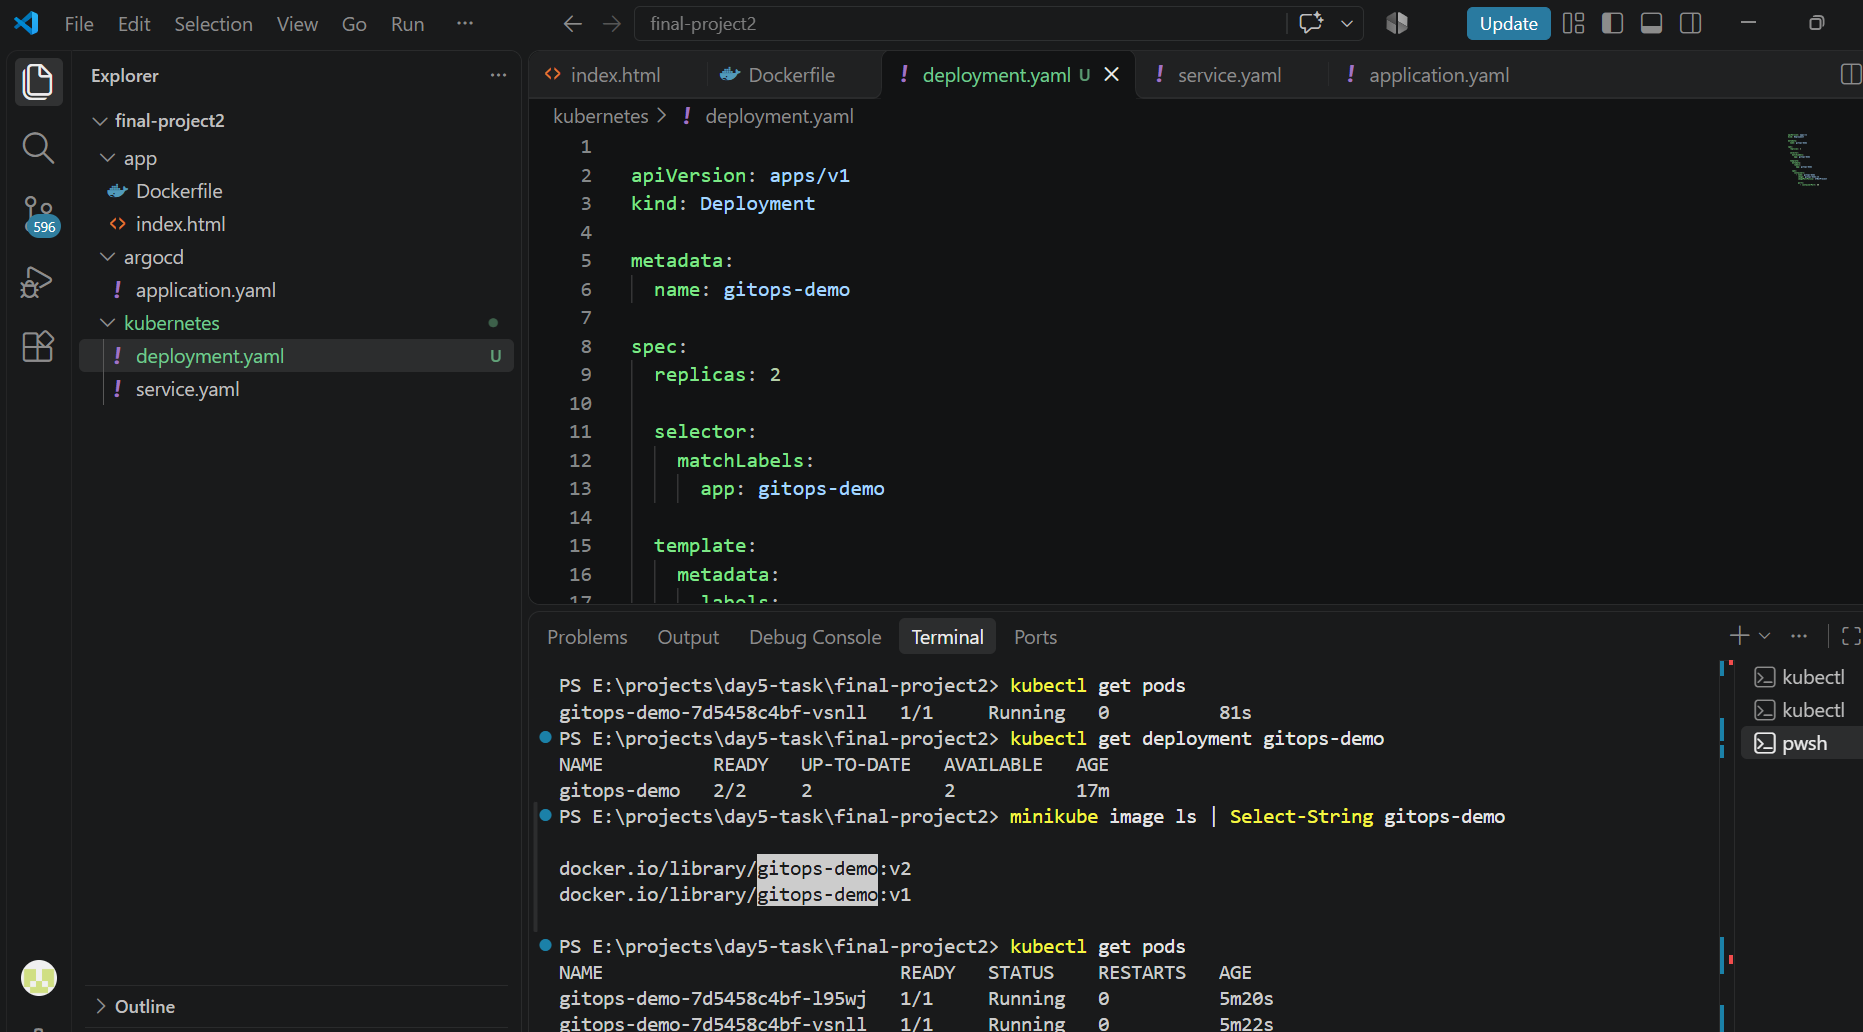 File Edit Selection View Go Run ···
final-project2
Update
Explorer
final-project2
app
Dockerfile
index.html
argocd
application.yaml
kubernetes
deployment.yaml U
service.yaml
Outline
596
index.html
Dockerfile
deployment.yaml U
service.yaml
application.yaml
kubernetes > deployment.yaml
1
2 apiVersion: apps/v1
3 kind: Deployment
4
5 metadata:
6 name: gitops-demo
7
8 spec:
9 replicas: 2
10
11 selector:
12 matchLabels:
13 app: gitops-demo
14
15 template:
16 metadata:
17 labels:
Problems Output Debug Console Terminal Ports
PS E:\projects\day5-task\final-project2> kubectl get pods
gitops-demo-7d5458c4bf-vsnll 1/1 Running 0 81s
PS E:\projects\day5-task\final-project2> kubectl get deployment gitops-demo
NAME READY UP-TO-DATE AVAILABLE AGE
gitops-demo 2/2 2 2 17m
PS E:\projects\day5-task\final-project2> minikube image ls | Select-String gitops-demo
docker.io/library/gitops-demo:v2
docker.io/library/gitops-demo:v1
PS E:\projects\day5-task\final-project2> kubectl get pods
NAME READY STATUS RESTARTS AGE
gitops-demo-7d5458c4bf-l95wj 1/1 Running 0 5m20s
gitops-demo-7d5458c4bf-vsnll 1/1 Running 0 5m22s
kubectl
kubectl
pwsh